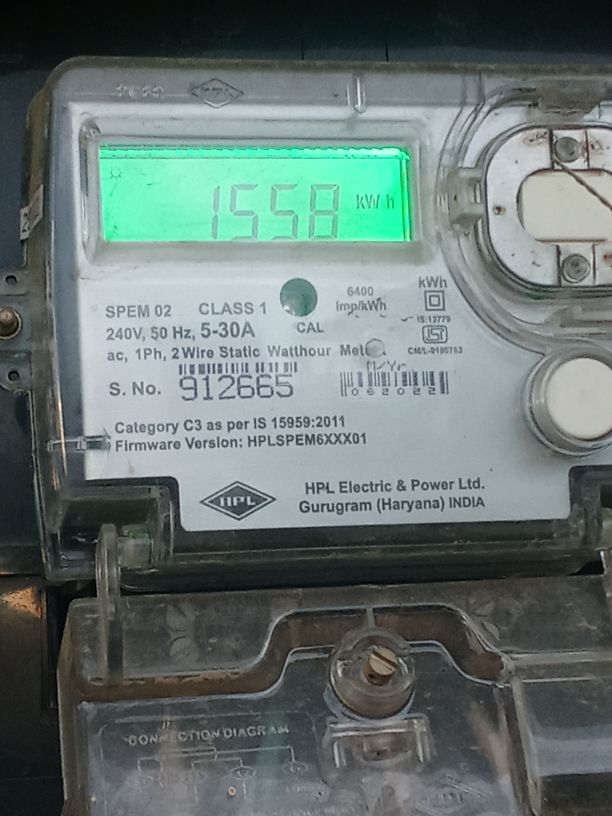 HPL
1558 kWh
6400
Imp/kWh
kWh
IS:13779
SPEM 02 CLASS 1
CAL
240V, 50 Hz, 5-30A
CM/L-9190753
ac, 1Ph, 2 Wire Static Watthour
M/Yr
S. No. 912665
062022
Category C3 as per IS 15959:2011
Firmware Version: HPLSPEM6XXX01
HPL
HPL Electric & Power Ltd.
Gurugram (Haryana) INDIA
CONNECTION DIAGRAM